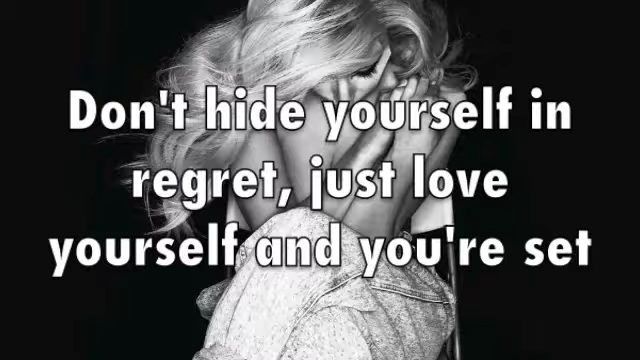 Don't hide yourself in
regret, just love
yourself and you're set